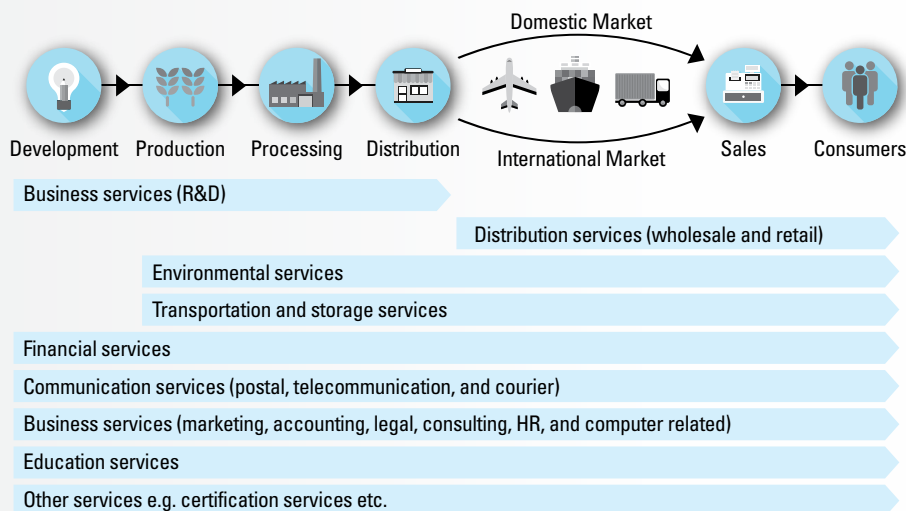 Domestic Market
Development
Production
Processing
Distribution
International Market
Sales
Consumers
Business services (R&D)
Distribution services (wholesale and retail)
Environmental services
Transportation and storage services
Financial services
Communication services (postal, telecommunication, and courier)
Business services (marketing, accounting, legal, consulting, HR, and computer related)
Education services
Other services e.g. certification services etc.